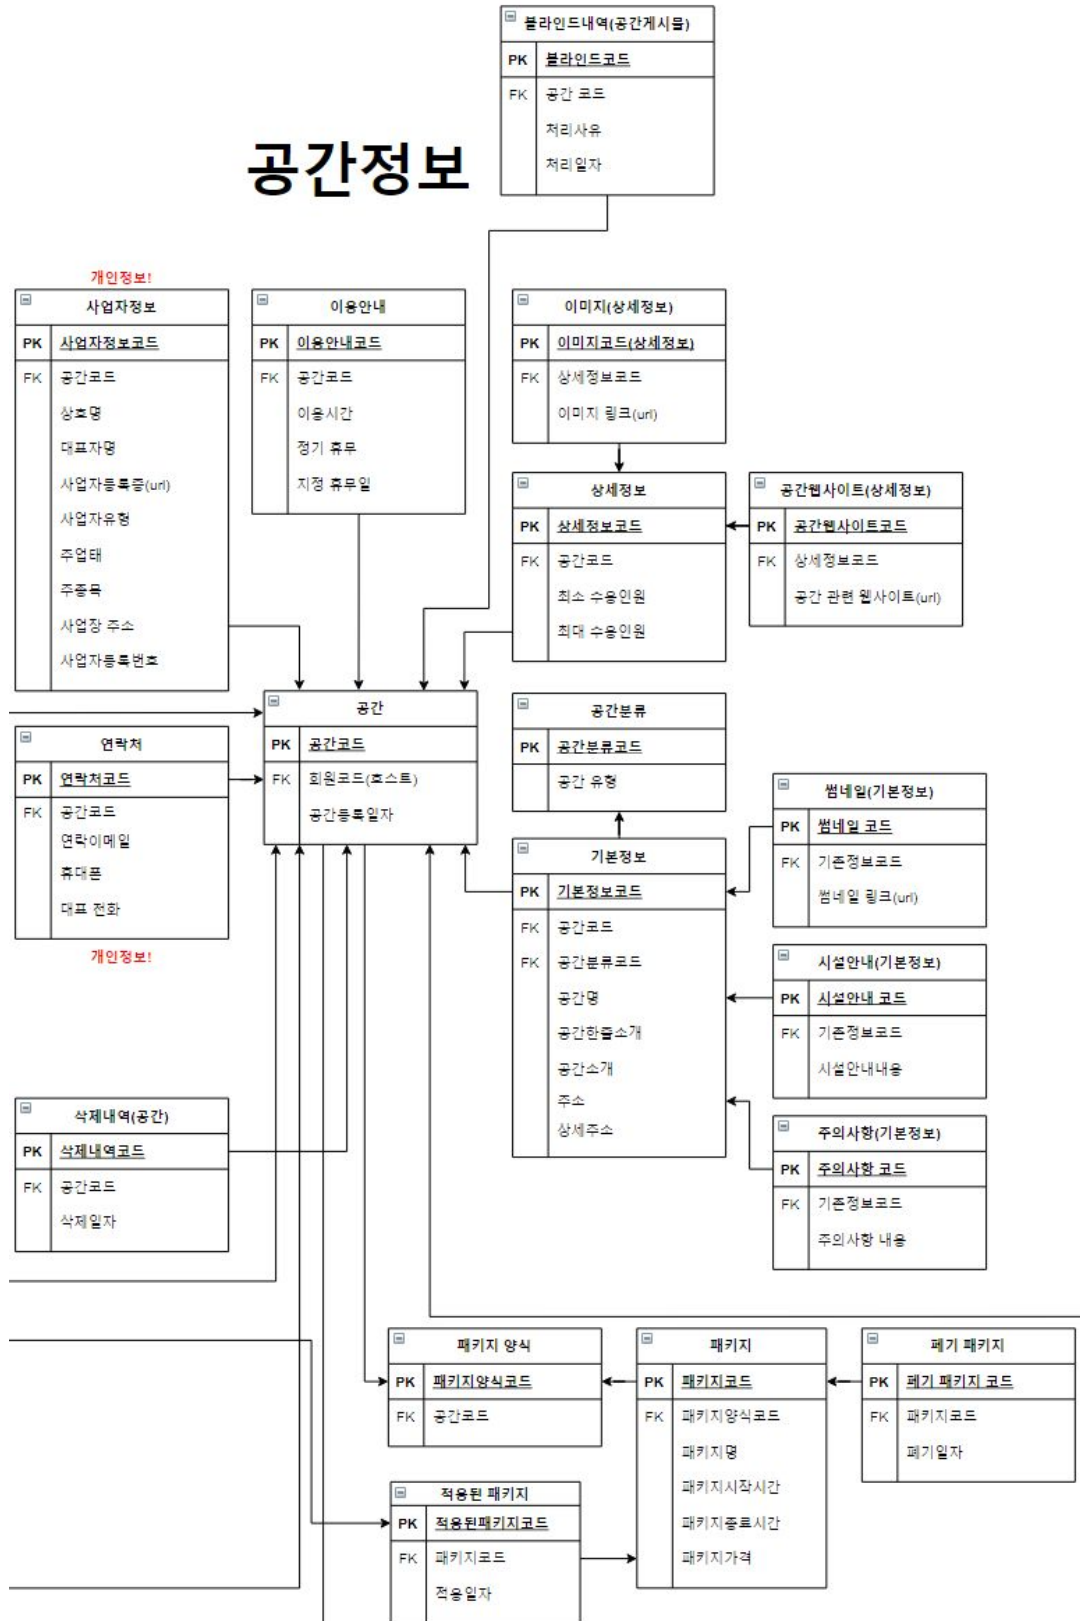 블라인드내역(공간게시물)
PK 블라인드코드
FK 공간 코드
처리사유
처리일자
공간정보
개인정보!
사업자정보
PK 사업자정보코드
FK 공간코드
상호명
대표자명
사업자등록증(url)
사업자유형
주업태
주종목
사업장 주소
사업자등록번호
이용안내
PK 이용안내코드
FK 공간코드
이용시간
정기 휴무
지정 휴무일
이미지(상세정보)
PK 이미지코드(상세정보)
FK 상세정보코드
이미지 링크(url)
상세정보
PK 상세정보코드
FK 공간코드
최소 수용인원
최대 수용인원
공간웹사이트(상세정보)
PK 공간웹사이트코드
FK 상세정보코드
공간 관련 웹사이트(url)
공간
PK 공간코드
FK 회원코드(호스트)
공간등록일자
연락처
PK 연락처코드
FK 공간코드
연락이메일
휴대폰
대표 전화
개인정보!
공간분류
PK 공간분류코드
공간 유형
기본정보
PK 기본정보코드
FK 공간코드
FK 공간분류코드
공간명
공간한줄소개
공간소개
주소
상세주소
썸네일(기본정보)
PK 썸네일 코드
FK 기존정보코드
썸네일 링크(url)
시설안내(기본정보)
PK 시설안내 코드
FK 기존정보코드
시설안내내용
주의사항(기본정보)
PK 주의사항 코드
FK 기존정보코드
주의사항 내용
삭제내역(공간)
PK 삭제내역코드
FK 공간코드
삭제일자
패키지 양식
PK 패키지양식코드
FK 공간코드
패키지
PK 패키지코드
FK 패키지양식코드
패키지명
패키지시작시간
패키지종료시간
패키지가격
페기 패키지
PK 페기 패키지 코드
FK 패키지코드
폐기일자
적용된 패키지
PK 적용된패키지코드
FK 패키지코드
적용일자